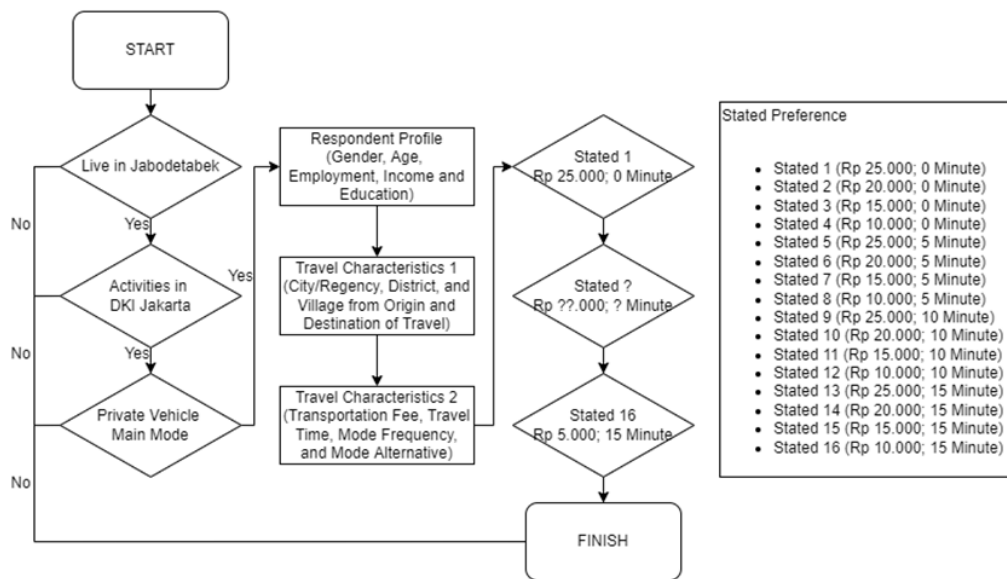 START
Live in Jabodetabek
No
Yes
Activities in
DKI Jakarta
No
Yes
Private Vehicle
Main Mode
No
Yes
Respondent Profile
(Gender, Age,
Employment, Income and
Education)
Travel Characteristics 1
(City/Regency, District, and
Village from Origin and
Destination of Travel)
Travel Characteristics 2
(Transportation Fee, Travel
Time, Mode Frequency,
and Mode Alternative)
Stated 1
Rp 25.000; 0 Minute
Stated ?
Rp ??.000; ? Minute
Stated 16
Rp 5.000; 15 Minute
FINISH
Stated Preference
• Stated 1 (Rp 25.000; 0 Minute)
• Stated 2 (Rp 20.000; 0 Minute)
• Stated 3 (Rp 15.000; 0 Minute)
• Stated 4 (Rp 10.000; 0 Minute)
• Stated 5 (Rp 25.000; 5 Minute)
• Stated 6 (Rp 20.000; 5 Minute)
• Stated 7 (Rp 15.000; 5 Minute)
• Stated 8 (Rp 10.000; 5 Minute)
• Stated 9 (Rp 25.000; 10 Minute)
• Stated 10 (Rp 20.000; 10 Minute)
• Stated 11 (Rp 15.000; 10 Minute)
• Stated 12 (Rp 10.000; 10 Minute)
• Stated 13 (Rp 25.000; 15 Minute)
• Stated 14 (Rp 20.000; 15 Minute)
• Stated 15 (Rp 15.000; 15 Minute)
• Stated 16 (Rp 10.000; 15 Minute)